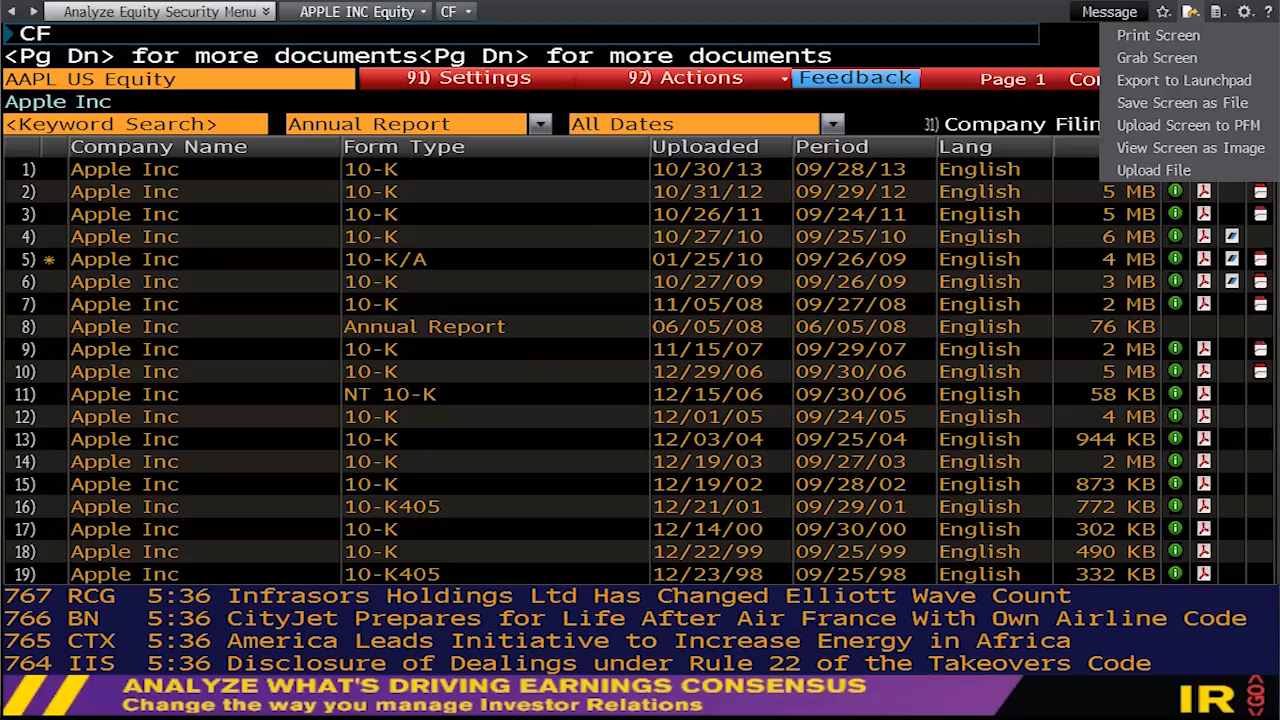 Analyze Equity Security Menu APPLE INC Equity CF Message
CF
Print Screen
<Pg Dn> for more documents<Pg Dn> for more documents
Grab Screen
AAPL US Equity 91) Settings 92) Actions Feedback Page 1 Co
Export to Launchpad
Apple Inc
Save Screen as File
<Keyword Search> Annual Report All Dates 31) Company Filin
Upload Screen to PFM
Company Name Form Type Uploaded Period Lang
View Screen as Image
1) Apple Inc 10-K 10/30/13 09/28/13 English
Upload File
2) Apple Inc 10-K 10/31/12 09/29/12 English 5 MB
3) Apple Inc 10-K 10/26/11 09/24/11 English 5 MB
4) Apple Inc 10-K 10/27/10 09/25/10 English 6 MB
5) * Apple Inc 10-K/A 01/25/10 09/26/09 English 4 MB
6) Apple Inc 10-K 10/27/09 09/26/09 English 3 MB
7) Apple Inc 10-K 11/05/08 09/27/08 English 2 MB
8) Apple Inc Annual Report 06/05/08 06/05/08 English 76 KB
9) Apple Inc 10-K 11/15/07 09/29/07 English 2 MB
10) Apple Inc 10-K 12/29/06 09/30/06 English 5 MB
11) Apple Inc NT 10-K 12/15/06 09/30/06 English 58 KB
12) Apple Inc 10-K 12/01/05 09/24/05 English 4 MB
13) Apple Inc 10-K 12/03/04 09/25/04 English 944 KB
14) Apple Inc 10-K 12/19/03 09/27/03 English 2 MB
15) Apple Inc 10-K 12/19/02 09/28/02 English 873 KB
16) Apple Inc 10-K405 12/21/01 09/29/01 English 772 KB
17) Apple Inc 10-K 12/14/00 09/30/00 English 302 KB
18) Apple Inc 10-K 12/22/99 09/25/99 English 490 KB
19) Apple Inc 10-K405 12/23/98 09/25/98 English 332 KB
767 RCG 5:36 Infrasors Holdings Ltd Has Changed Elliott Wave Count
766 BN 5:36 CityJet Prepares for Life After Air France With Own Airline Code
765 CTX 5:36 America Leads Initiative to Increase Energy in Africa
764 IIS 5:36 Disclosure of Dealings under Rule 22 of the Takeovers Code
ANALYZE WHAT'S DRIVING EARNINGS CONSENSUS
Change the way you manage Investor Relations
IR